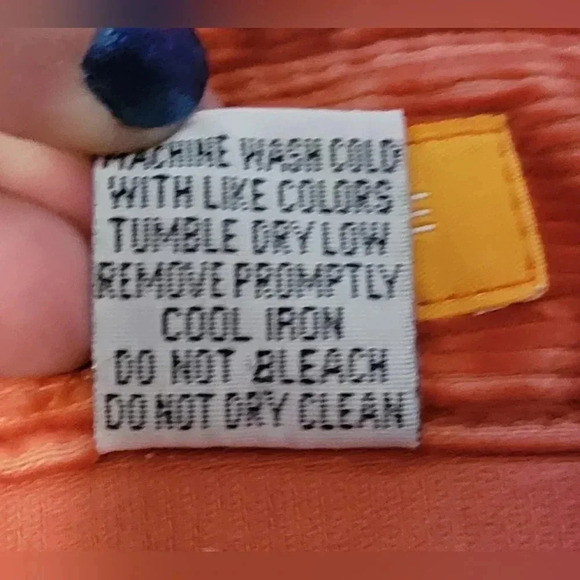 MACHINE WASH COLD
WITH LIKE COLORS
TUMBLE DRY LOW
REMOVE PROMPTLY
COOL IRON
DO NOT BLEACH
DO NOT DRY CLEAN